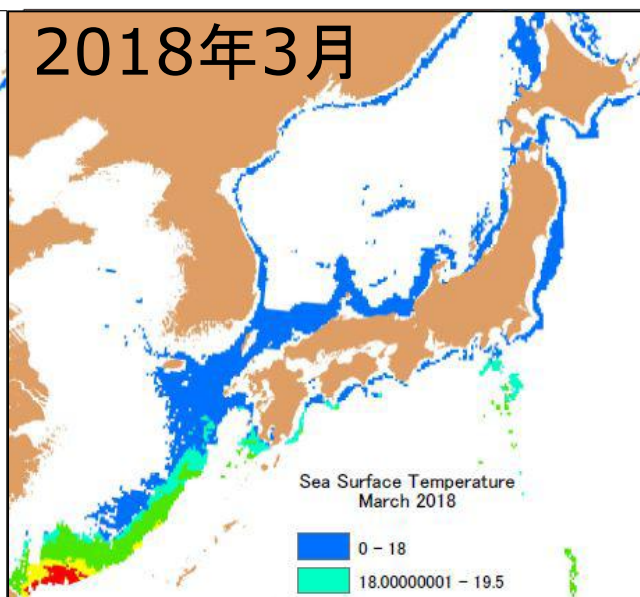 2018年3月
Sea Surface Temperature
March 2018
0 - 18
18.00000001 - 19.5